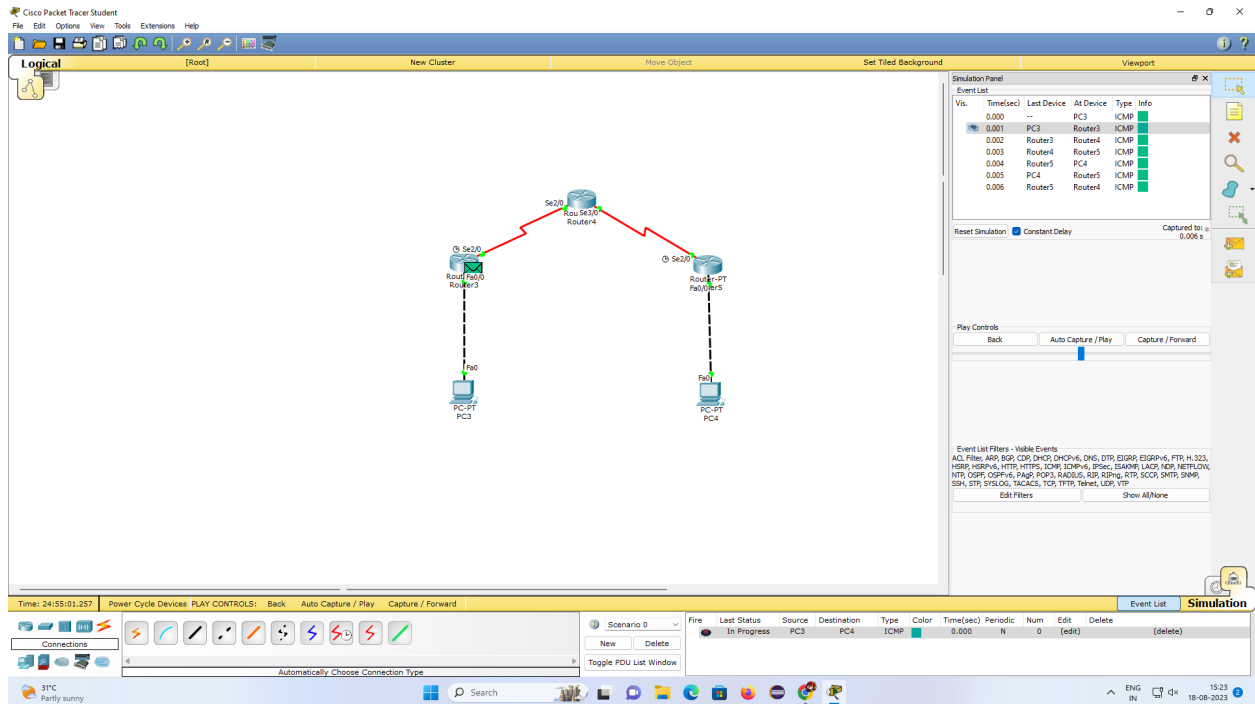 Cisco Packet Tracer Student
File Edit Options View Tools Extensions Help
Logical [Root] New Cluster Move Object Set Tiled Background Viewport
Simulation Panel
Event List
Vis. Time(sec) Last Device At Device Type Info
0.000 -- PC3 ICMP
0.001 PC3 Router3 ICMP
0.002 Router3 Router4 ICMP
0.003 Router4 Router5 ICMP
0.004 Router5 PC4 ICMP
0.005 PC4 Router5 ICMP
0.006 Router5 Router4 ICMP
Reset Simulation Constant Delay Captured to:
0.006 s
Play Controls
Back Auto Capture / Play Capture / Forward
Event List Filters - Visible Events
ACL Filter, ARP, BGP, CDP, DHCP, DHCPv6, DNS, DTP, EIGRP, EIGRPv6, FTP, H.323,
HSRP, HSRPv6, HTTP, HTTPS, ICMP, ICMPv6, IPSec, ISAKMP, LACP, NDP, NETFLOW,
NTP, OSPF, OSPFv6, PAgP, POP3, RADIUS, RIP, RIPng, RTP, SCCP, SMTP, SNMP,
SSH, STP, SYSLOG, TACACS, TCP, TFTP, Telnet, UDP, VTP
Edit Filters Show All/None
Se2/0
Rou Se3/0
Router4
Se2/0
Rout Fa0/0
Router3
Se2/0
Router-PT
Fa0/0 er5
Fa0
PC-PT
PC3
Fa0
PC-PT
PC4
Time: 24:55:01.257 Power Cycle Devices PLAY CONTROLS: Back Auto Capture / Play Capture / Forward Event List Simulation
Connections
Automatically Choose Connection Type
Scenario 0
New Delete
Toggle PDU List Window
Fire Last Status Source Destination Type Color Time(sec) Periodic Num Edit Delete
In Progress PC3 PC4 ICMP 0.000 N 0 (edit) (delete)
31°C
Partly sunny
Search
ENG
IN
15:23
18-08-2023
2